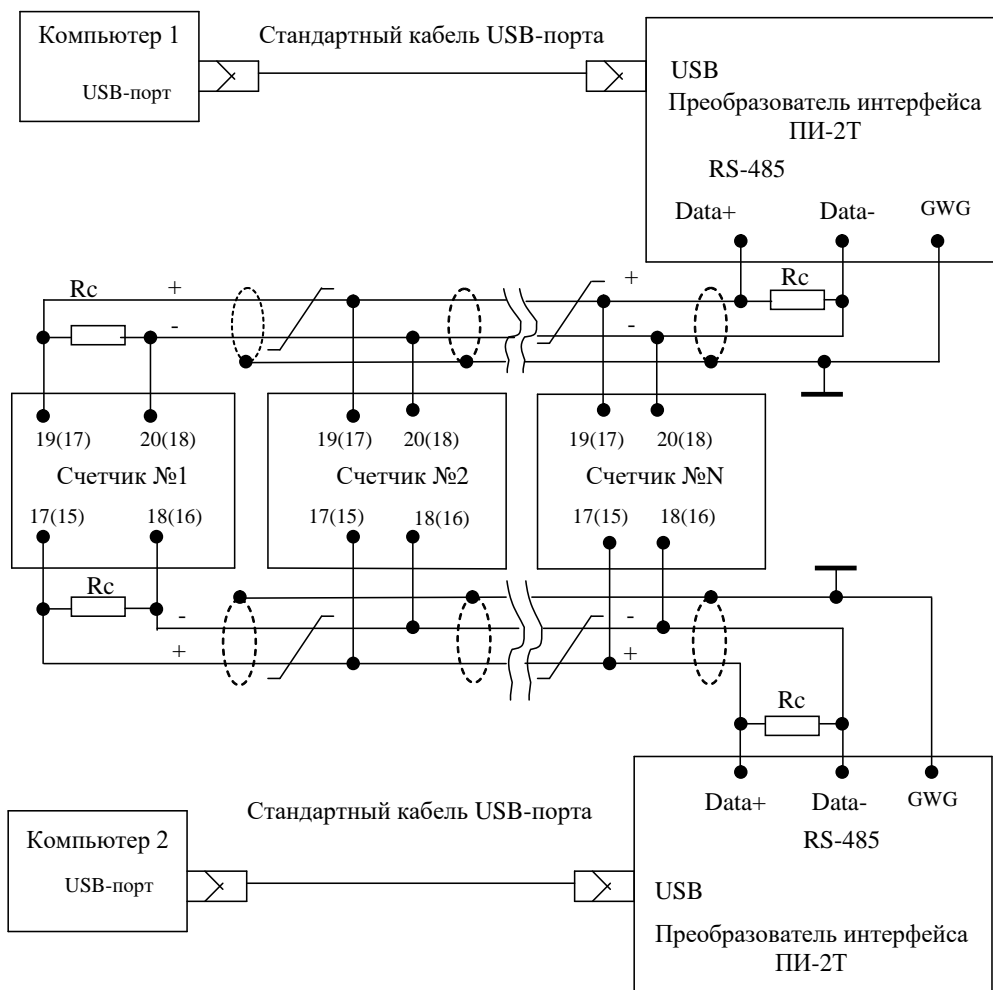 Компьютер 1
USB-порт
Стандартный кабель USB-порта
USB
Преобразователь интерфейса
ПИ-2Т
RS-485
Data+ Data- GWG
Rc + + Rc
- -
19(17) 20(18) 19(17) 20(18) 19(17) 20(18)
Счетчик №1 Счетчик №2 Счетчик №N
17(15) 18(16) 17(15) 18(16) 17(15) 18(16)
Rc
- -
+ +
Rc
Data+ Data- GWG
RS-485
Стандартный кабель USB-порта
Компьютер 2
USB-порт
USB
Преобразователь интерфейса
ПИ-2Т